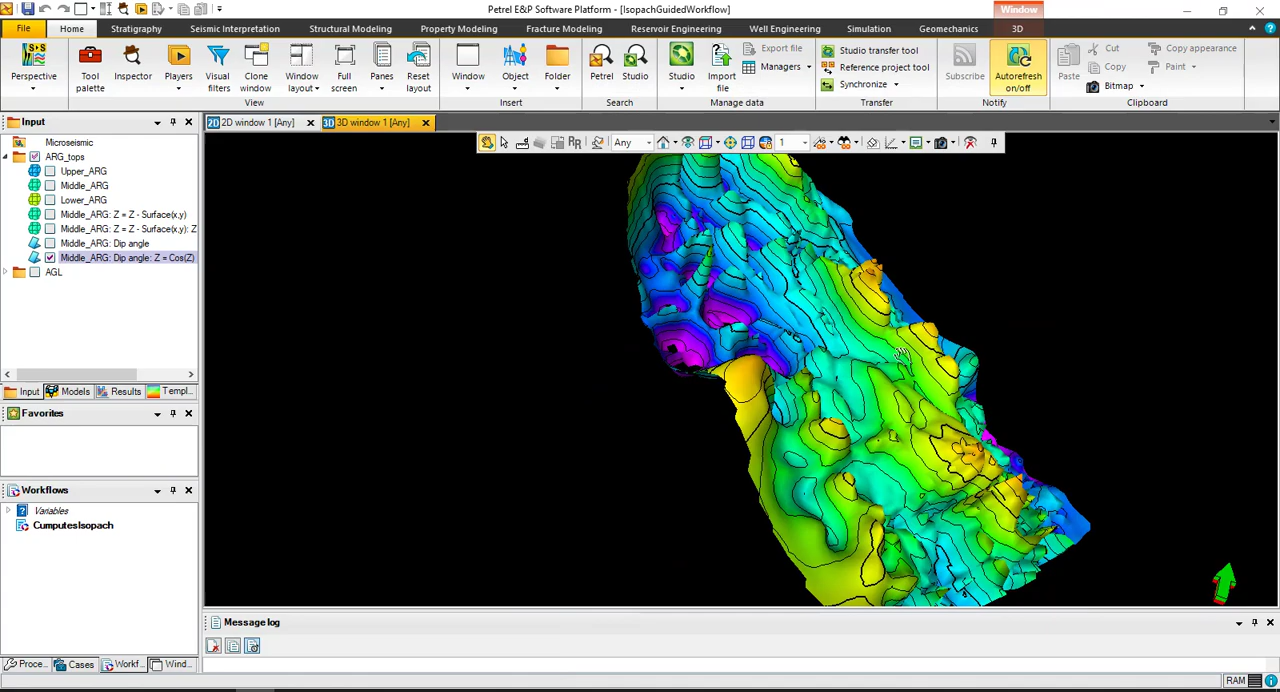 Petrel E&P Software Platform - [IsopachGuidedWorkflow]
Window
File Home Stratigraphy Seismic Interpretation Structural Modeling Property Modeling Fracture Modeling Reservoir Engineering Well Engineering Simulation Geomechanics 3D
Perspective
Tool palette
Inspector
Players
Visual filters
Clone window
Window layout
Full screen
Panes
Reset layout
View
Window
Object
Folder
Insert
Petrel
Studio
Search
Studio
Import file
Export file
Managers
Manage data
Studio transfer tool
Reference project tool
Synchronize
Transfer
Subscribe
Autorefresh on/off
Notify
Paste
Cut
Copy
Bitmap
Copy appearance
Paint
Clipboard
Input
2D 2D window 1 [Any]
3D 3D window 1 [Any]
Any
1
Microseismic
ARG_tops
Upper_ARG
Middle_ARG
Lower_ARG
Middle_ARG: Z = Z - Surface(x,y)
Middle_ARG: Z = Z - Surface(x,y): Z
Middle_ARG: Dip angle
Middle_ARG: Dip angle: Z = Cos(Z)
AGL
Input Models Results Templ...
Favorites
Workflows
Variables
CumputesIsopach
Proce... Cases Workf... Wind...
Message log
RAM